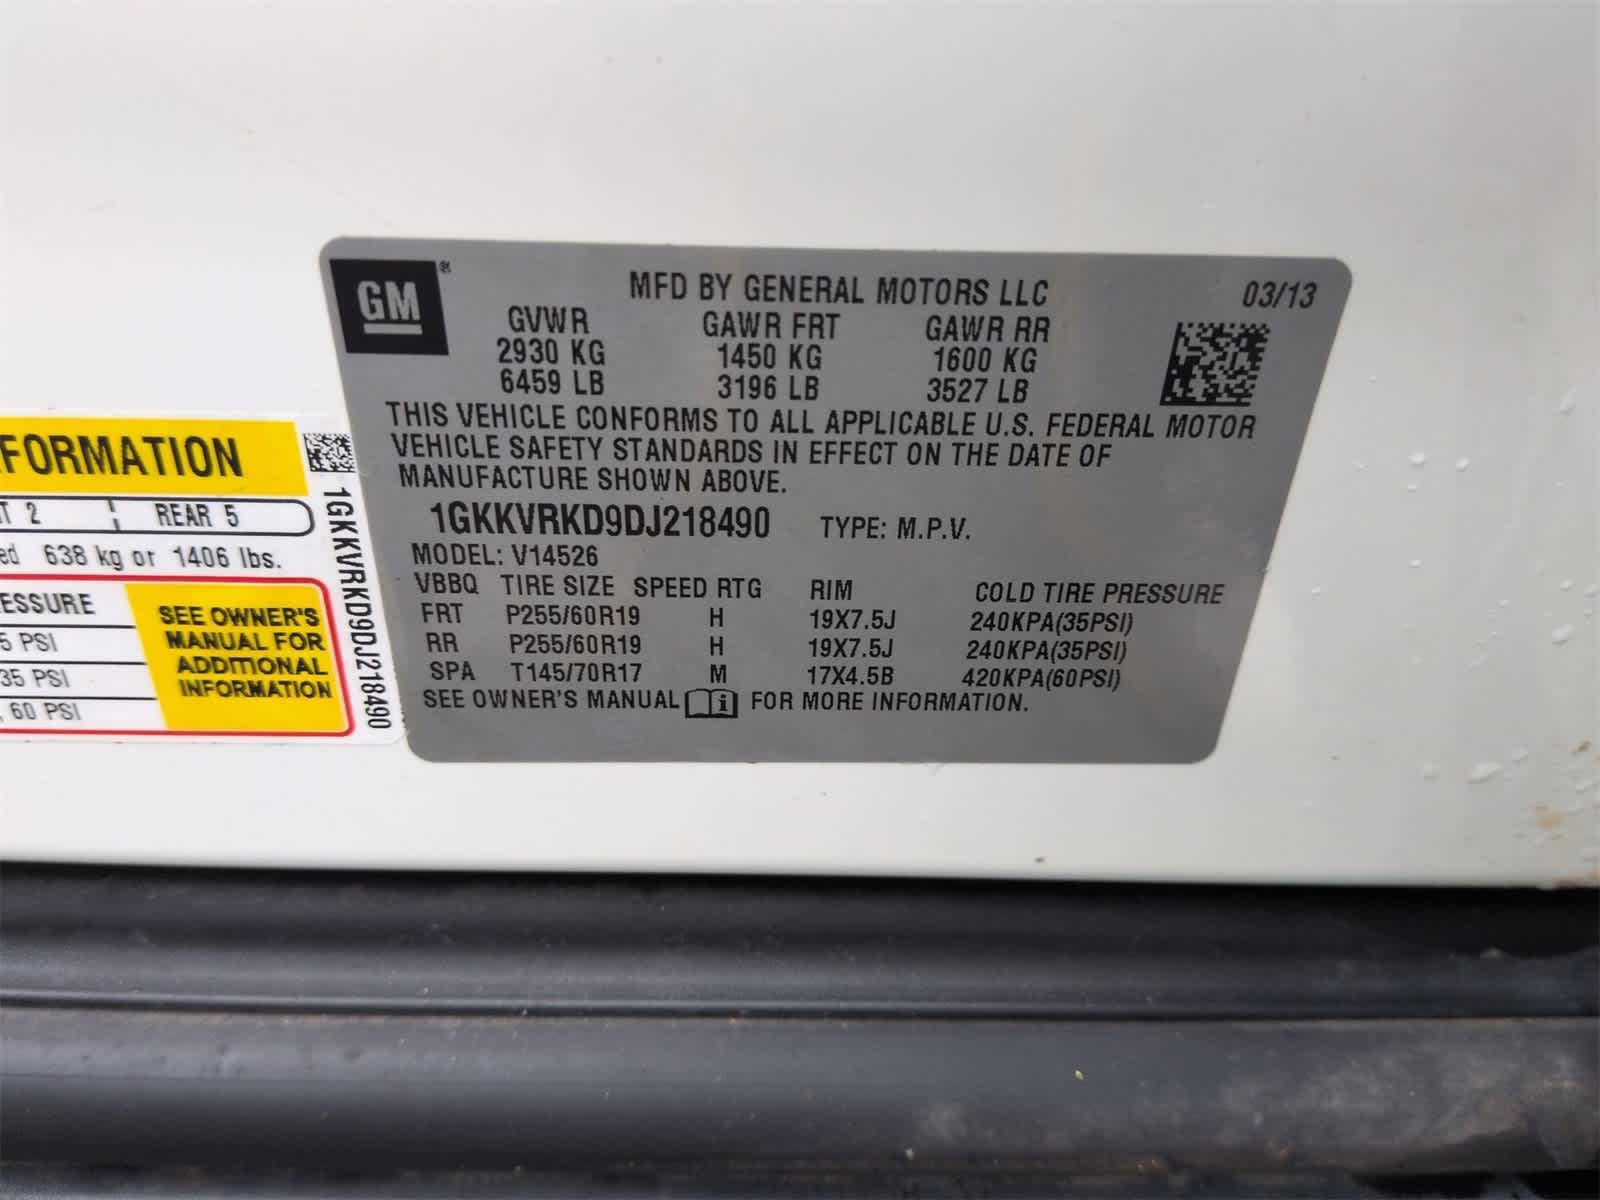 GM®
MFD BY GENERAL MOTORS LLC 03/13
GVWR GAWR FRT GAWR RR
2930 KG 1450 KG 1600 KG
6459 LB 3196 LB 3527 LB
THIS VEHICLE CONFORMS TO ALL APPLICABLE U.S. FEDERAL MOTOR
VEHICLE SAFETY STANDARDS IN EFFECT ON THE DATE OF
MANUFACTURE SHOWN ABOVE.
1GKKVRKD9DJ218490 TYPE: M.P.V.
MODEL: V14526
VBBQ TIRE SIZE SPEED RTG RIM COLD TIRE PRESSURE
FRT P255/60R19 H 19X7.5J 240KPA(35PSI)
RR P255/60R19 H 19X7.5J 240KPA(35PSI)
SPA T145/70R17 M 17X4.5B 420KPA(60PSI)
SEE OWNER'S MANUAL i FOR MORE INFORMATION.
FORMATION
T 2 REAR 5
ed 638 kg or 1406 lbs.
ESSURE
5 PSI
35 PSI
, 60 PSI
SEE OWNER'S
MANUAL FOR
ADDITIONAL
INFORMATION
1GKKVRKD9DJ218490